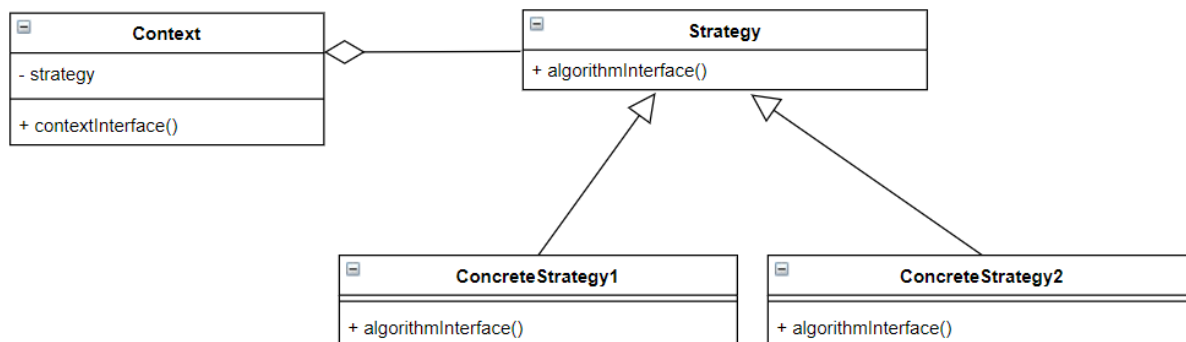 Context
- strategy
+ contextInterface()
Strategy
+ algorithmInterface()
ConcreteStrategy1
+ algorithmInterface()
ConcreteStrategy2
+ algorithmInterface()